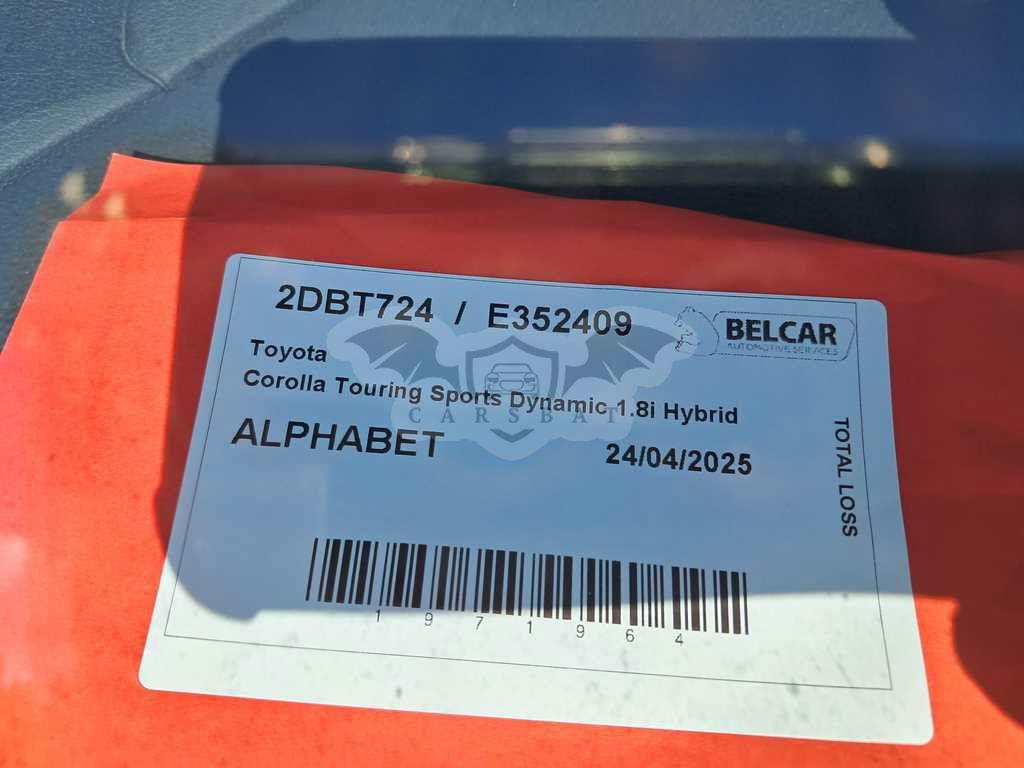 2DBT724 / E352409
BELCAR
AUTOMOTIVE SERVICES
Toyota
Corolla Touring Sports Dynamic 1.8i Hybrid
CARSBAT
ALPHABET
24/04/2025
TOTAL LOSS
1971964